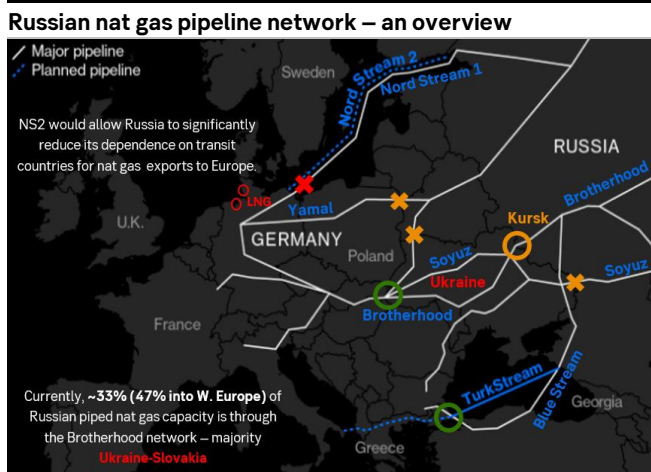 Russian nat gas pipeline network – an overview
Major pipeline
Planned pipeline
Sweden
Nord Stream 2
Nord Stream 1
NS2 would allow Russia to significantly
reduce its dependence on transit
countries for nat gas exports to Europe.
RUSSIA
LNG
Yamal
Brotherhood
U.K.
Kursk
GERMANY
Poland
Soyuz
Soyuz
Ukraine
Brotherhood
France
Currently, ~33% (47% into W. Europe) of
Russian piped nat gas capacity is through
the Brotherhood network – majority
Ukraine-Slovakia
TurkStream
Blue Stream
Georgia
Greece